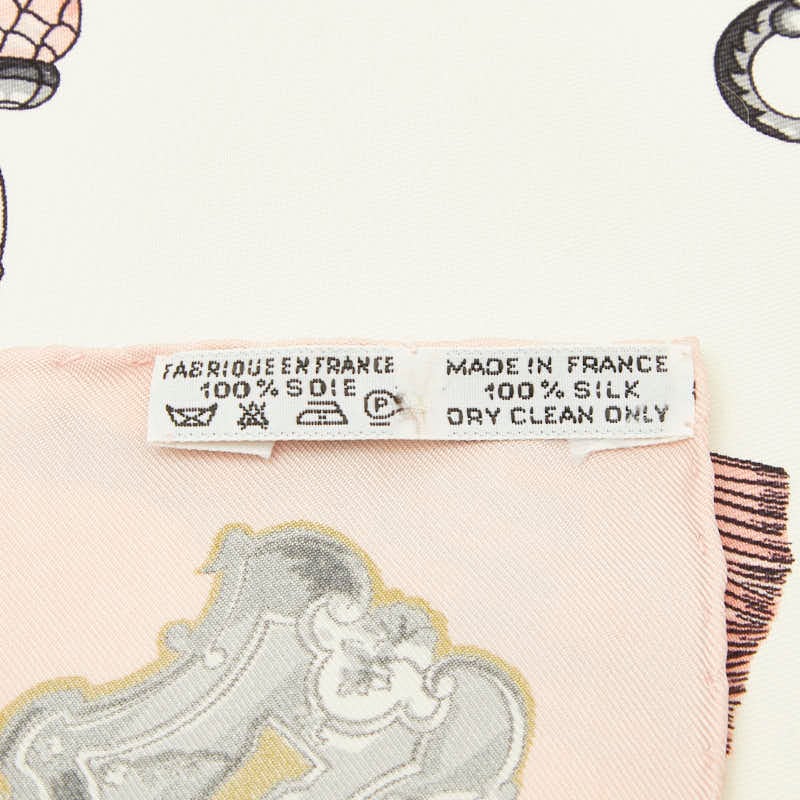 FABRIQUE EN FRANCE
100% SOIE
P
MADE IN FRANCE
100% SILK
DRY CLEAN ONLY